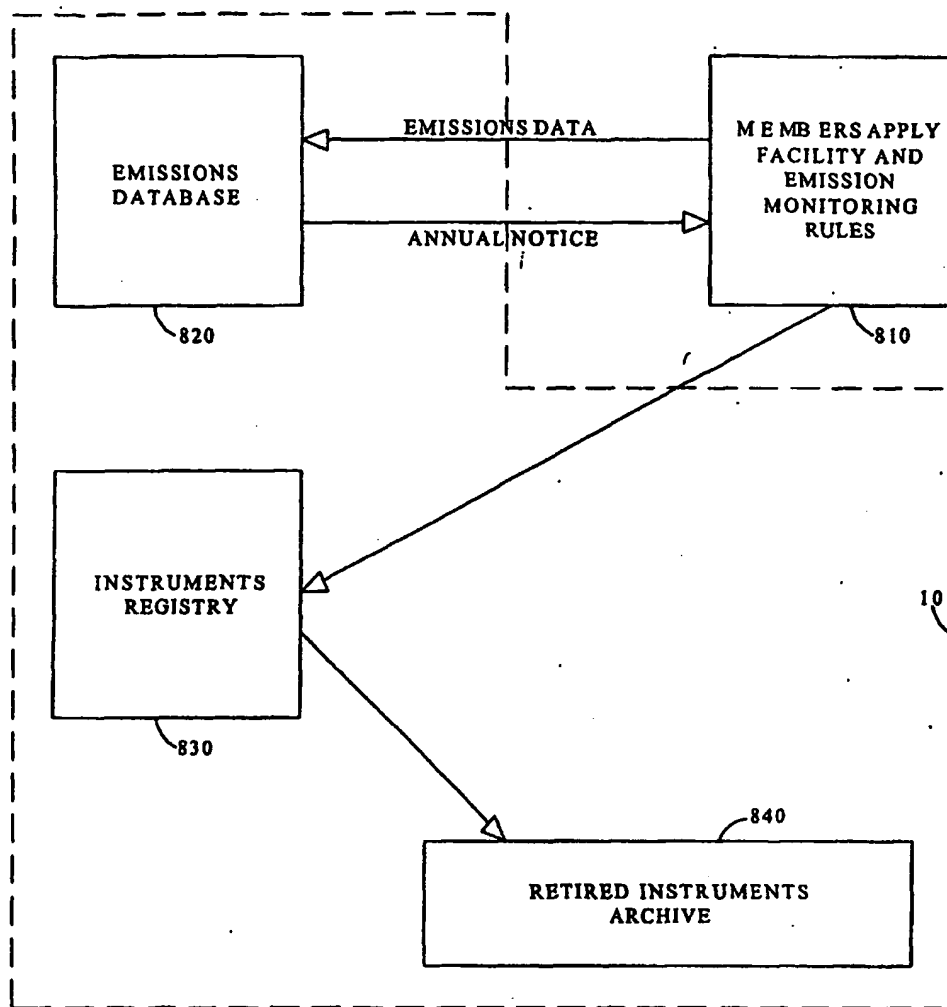 EMISSIONS
DATABASE
820
EMISSIONS DATA
ANNUAL NOTICE
MEMBERS APPLY
FACILITY AND
EMISSION
MONITORING
RULES
810
INSTRUMENTS
REGISTRY
830
10
840
RETIRED INSTRUMENTS
ARCHIVE